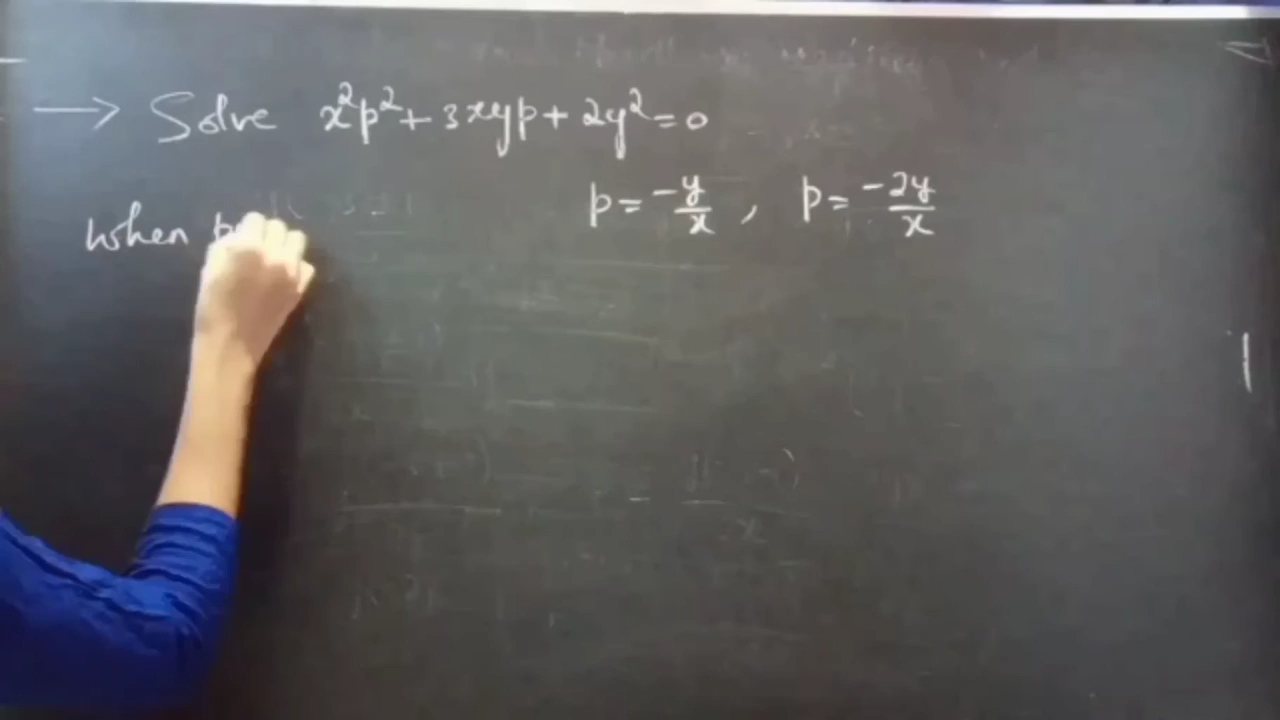 → Solve x²p² + 3xyp + 2y² = 0
p = -y/x , p = -2y/x
when p